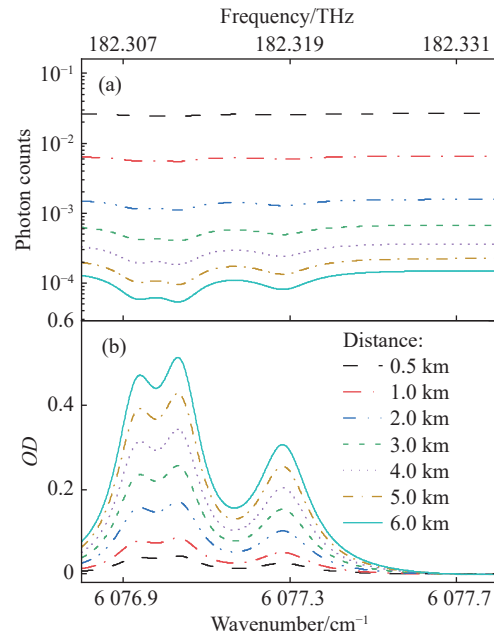 Frequency/THz
182.307 182.319 182.331
10⁻¹
(a)
10⁻²
Photon counts
10⁻³
10⁻⁴
0.6
(b)
Distance:
0.5 km
0.4
1.0 km
2.0 km
OD
3.0 km
0.2
4.0 km
5.0 km
6.0 km
0
6 076.9 6 077.3 6 077.7
Wavenumber/cm⁻¹